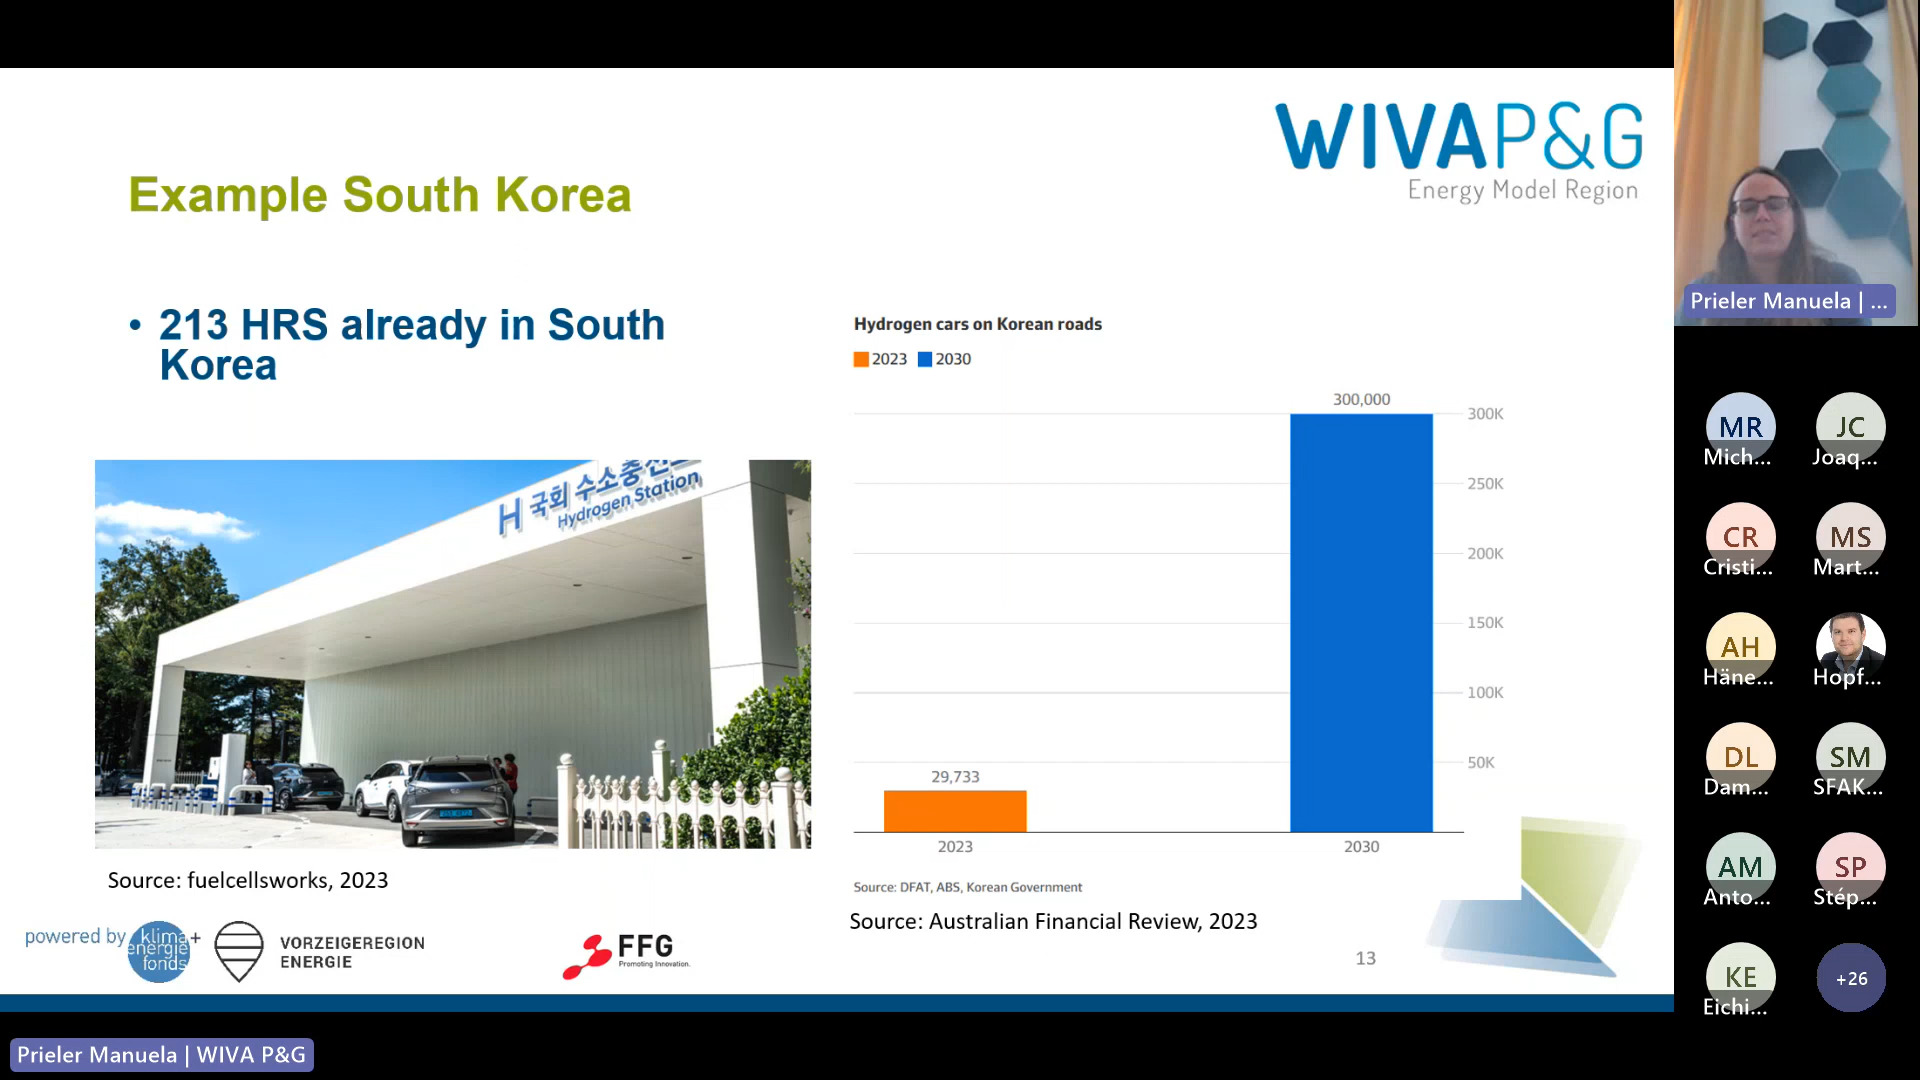 WIVAP&G
Energy Model Region
Example South Korea
• 213 HRS already in South
Korea
H 국회 수소충전소
Hydrogen Station
Source: fuelcellsworks, 2023
Hydrogen cars on Korean roads
2023 2030
300,000
300K
250K
200K
150K
100K
50K
29,733
2023
2030
Source: DFAT, ABS, Korean Government
Source: Australian Financial Review, 2023
powered by
klima+
energie
fonds
VORZEIGEREGION
ENERGIE
FFG
Promoting Innovation.
13
Prieler Manuela | WIVA P&G
Prieler Manuela | ...
MR
Mich...
JC
Joaq...
CR
Cristi...
MS
Mart...
AH
Häne...
Hopf...
DL
Dam...
SM
SFAK...
AM
Anto...
SP
Stép...
KE
Eichi...
+26